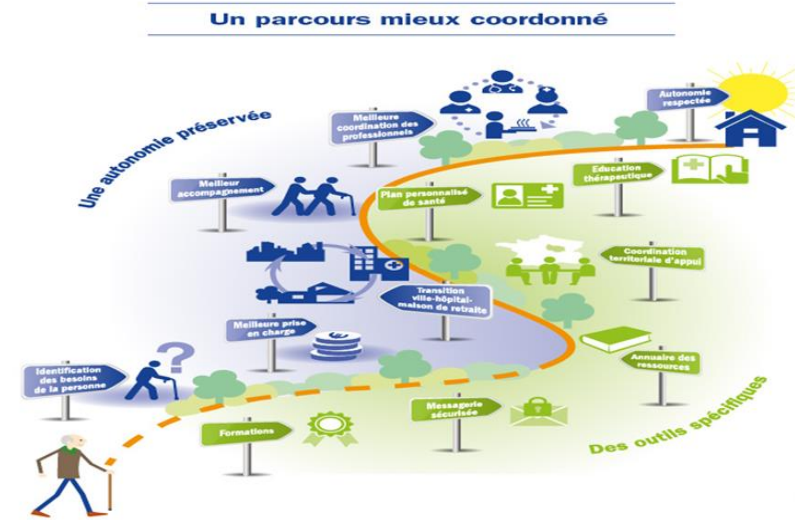 Un parcours mieux coordonné
Une autonomie préservée
Meilleure
coordination des
professionnels
Autonomie
respectée
Meilleur
accompagnement
Plan personnalisé
de santé
Education
thérapeutique
Coordination
territoriale d'appui
Transition
ville-hôpital-
maison de retraite
Meilleure prise
en charge
Identification
des besoins
de la personne
Annuaire des
ressources
Formations
Messagerie
sécurisée
Des outils spécifiques